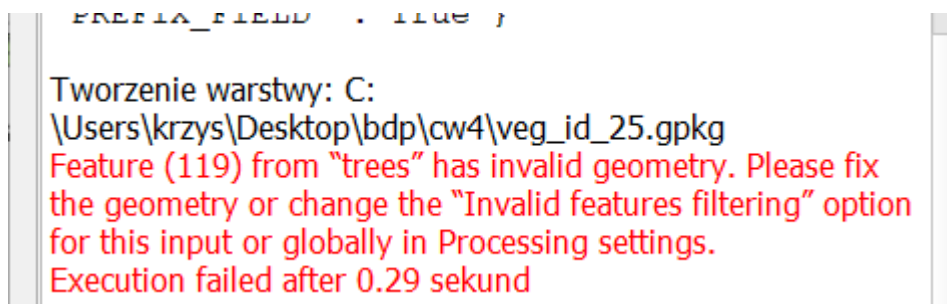 "PREFIX_FIELD" : True }
Tworzenie warstwy: C:
\Users\krzys\Desktop\bdp\cw4\veg_id_25.gpkg
Feature (119) from “trees” has invalid geometry. Please fix
the geometry or change the “Invalid features filtering” option
for this input or globally in Processing settings.
Execution failed after 0.29 sekund